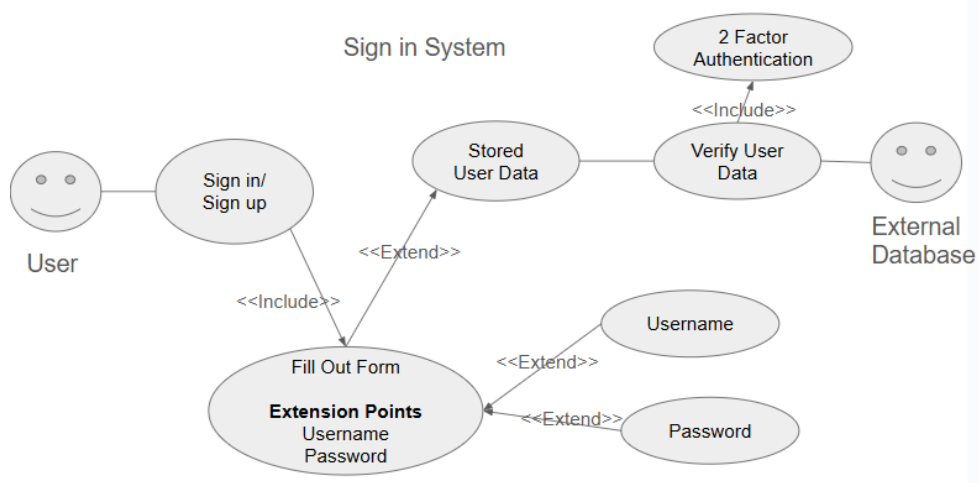 Sign in System
2 Factor
Authentication
<<Include>>
Stored
User Data
Verify User
Data
Sign in/
Sign up
User
External
Database
<<Extend>>
<<Include>>
Username
<<Extend>>
Fill Out Form
Extension Points
Username
Password
<<Extend>>
Password